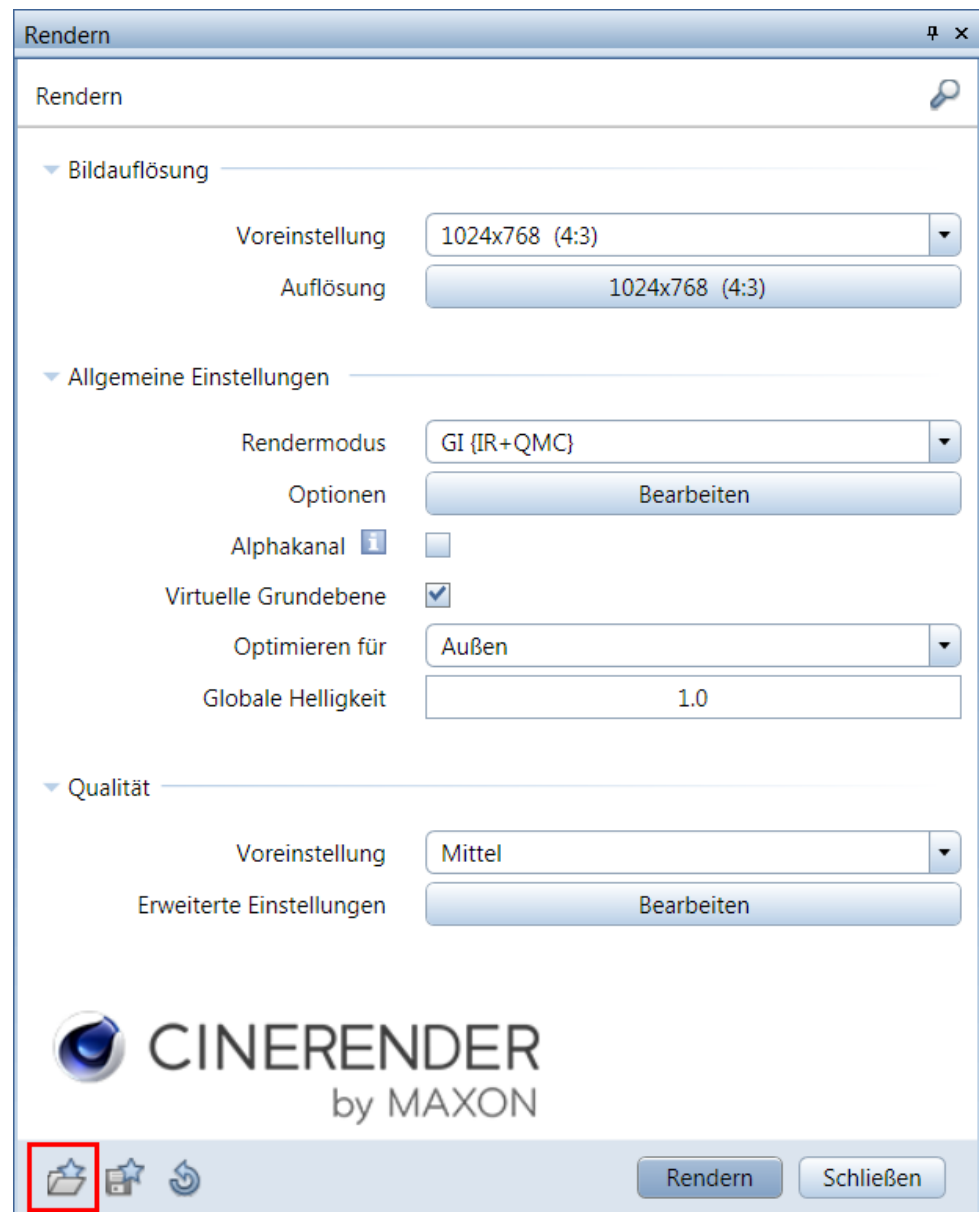 Rendern
Rendern
Bildauflösung
Voreinstellung 1024x768 (4:3)
Auflösung 1024x768 (4:3)
Allgemeine Einstellungen
Rendermodus GI {IR+QMC}
Optionen Bearbeiten
Alphakanal
Virtuelle Grundebene
Optimieren für Außen
Globale Helligkeit 1.0
Qualität
Voreinstellung Mittel
Erweiterte Einstellungen Bearbeiten
CINERENDER
by MAXON
Rendern Schließen